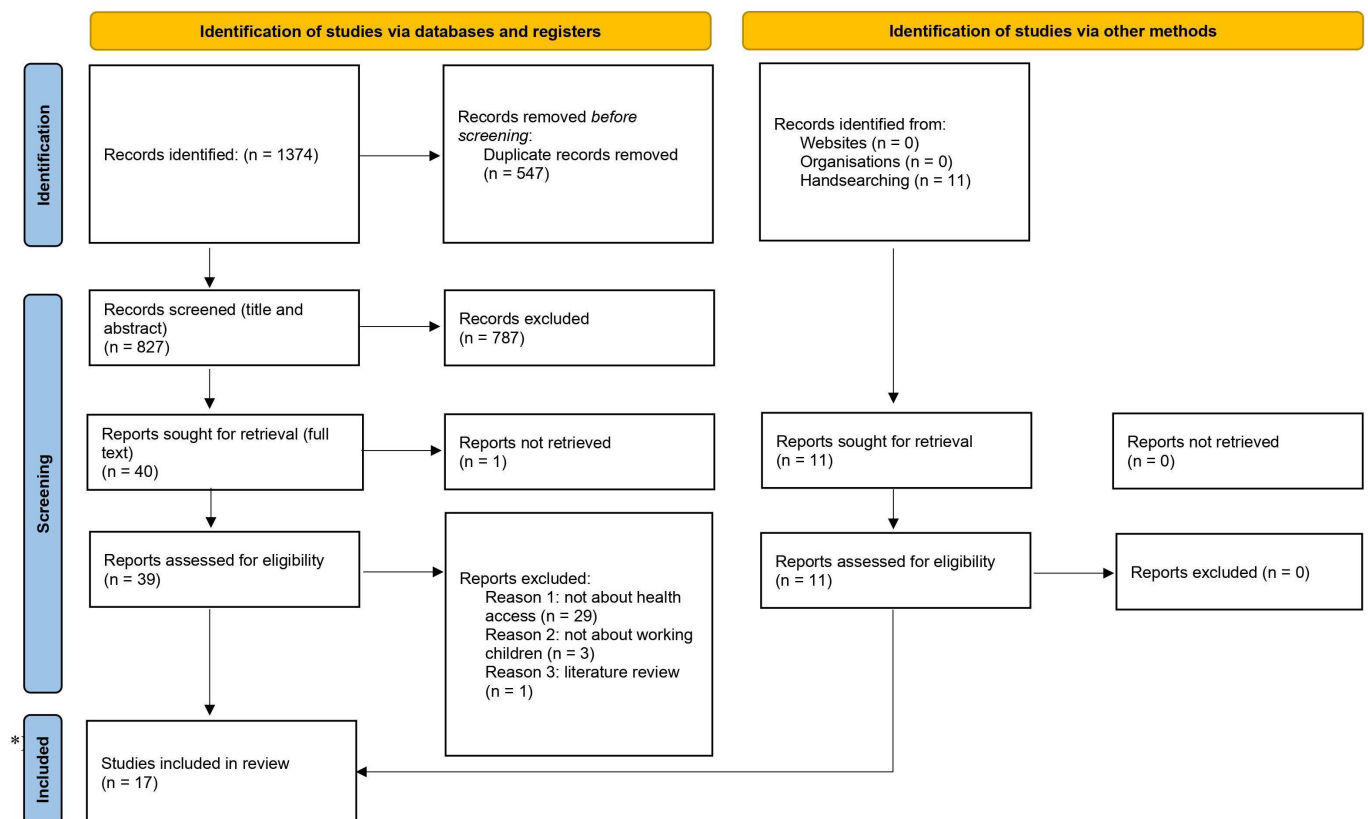 Identification of studies via databases and registers
Identification of studies via other methods
Identification
Records identified: (n = 1374)
Records removed before
screening:
Duplicate records removed
(n = 547)
Records identified from:
Websites (n = 0)
Organisations (n = 0)
Handsearching (n = 11)
Screening
Records screened (title and
abstract)
(n = 827)
Records excluded
(n = 787)
Reports sought for retrieval (full
text)
(n = 40)
Reports not retrieved
(n = 1)
Reports sought for retrieval
(n = 11)
Reports not retrieved
(n = 0)
Reports assessed for eligibility
(n = 39)
Reports excluded:
Reason 1: not about health
access (n = 29)
Reason 2: not about working
children (n = 3)
Reason 3: literature review
(n = 1)
Reports assessed for eligibility
(n = 11)
Reports excluded (n = 0)
Included
*
Studies included in review
(n = 17)